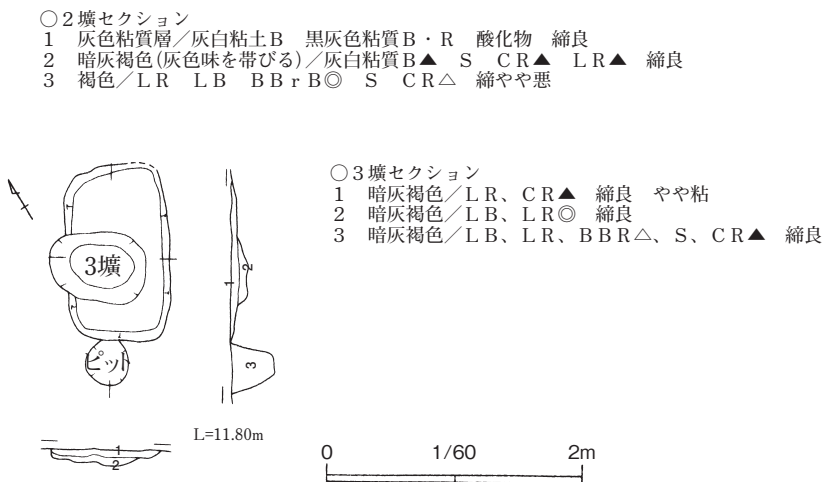 ○２壙セクション
１　灰色粘質層／灰白粘土Ｂ　黒灰色粘質Ｂ・Ｒ　酸化物　締良
２　暗灰褐色(灰色味を帯びる)／灰白粘質Ｂ▲　Ｓ　ＣＲ▲　ＬＲ▲　締良
３　褐色／ＬＲ　ＬＢ　ＢＢｒＢ◎　Ｓ　ＣＲ△　締やや悪
○３壙セクション
１　暗灰褐色／ＬＲ、ＣＲ▲　締良　やや粘
２　暗灰褐色／ＬＢ、ＬＲ◎　締良
３　暗灰褐色／ＬＢ、ＬＲ、ＢＢＲ△、Ｓ、ＣＲ▲　締良
3壙
ピット
1
2
3
L=11.80m
1
2
0　1/60　2m